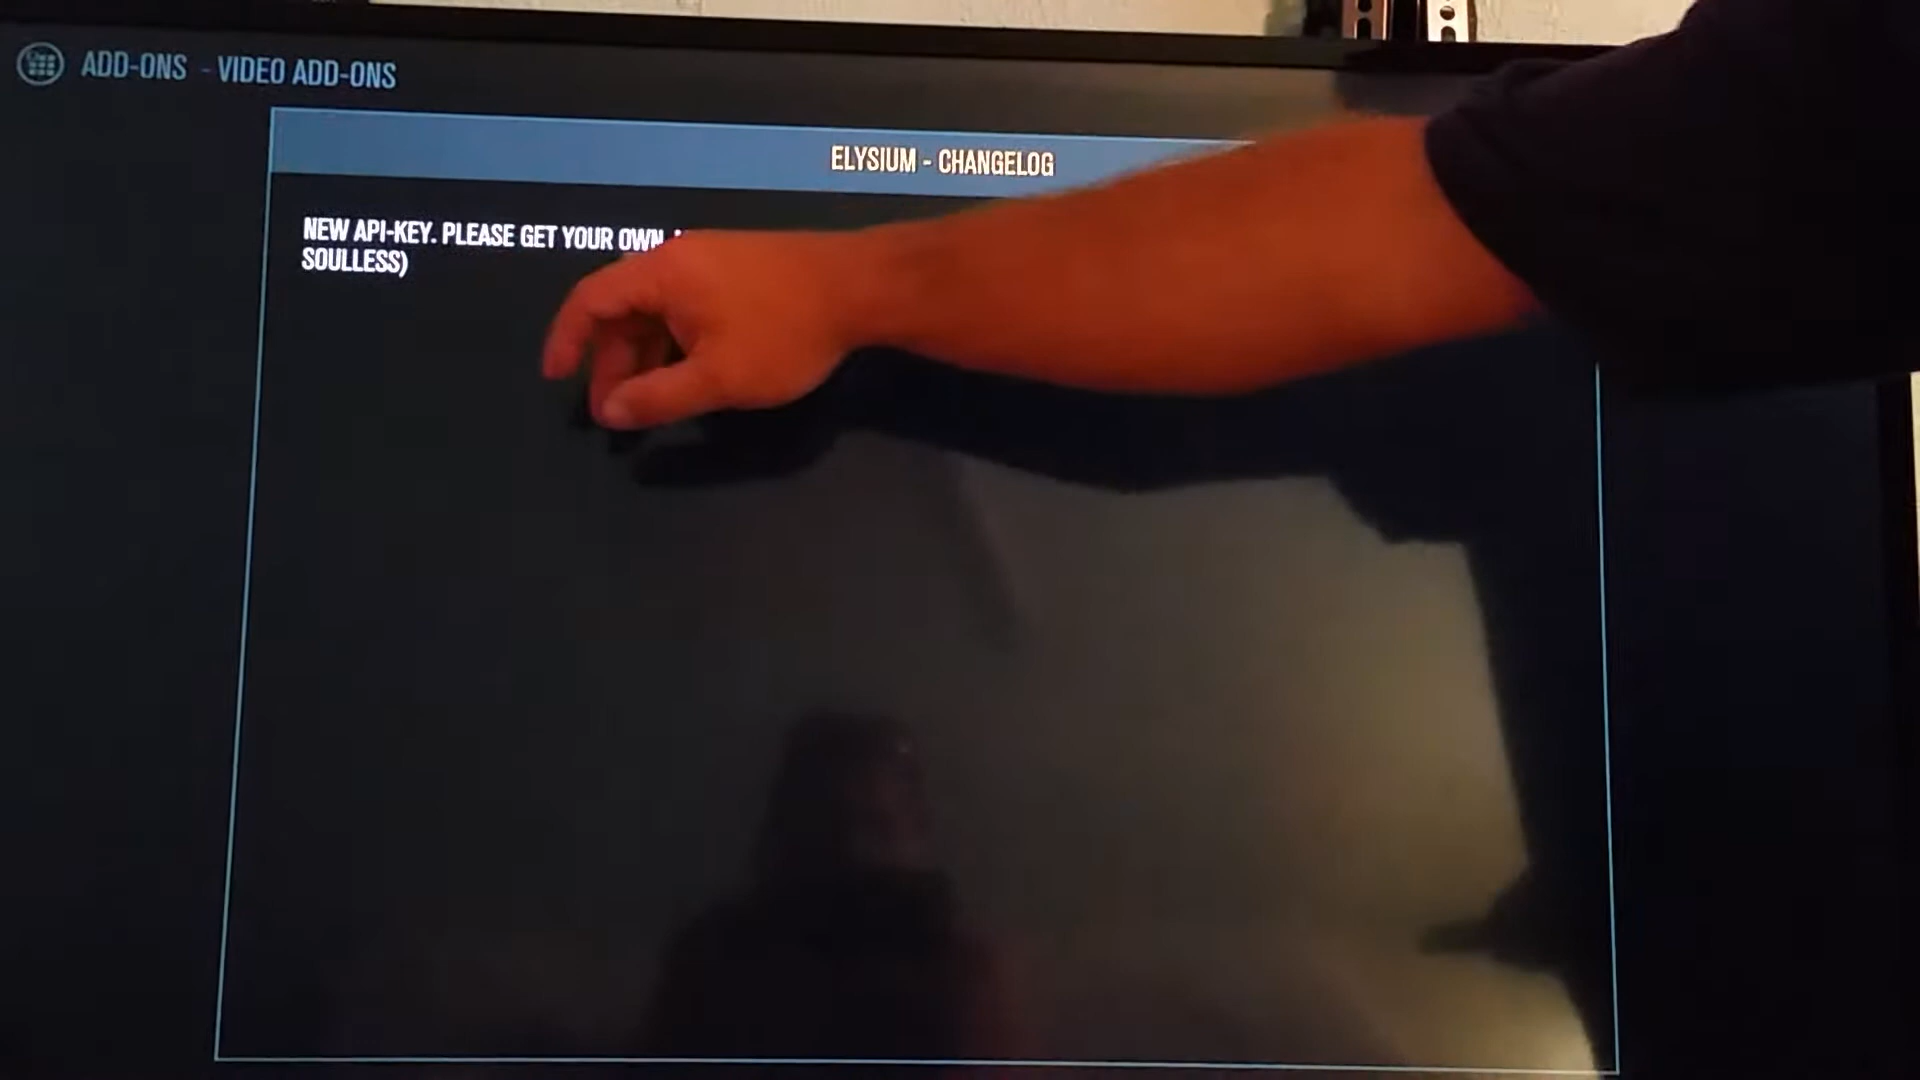 ADD-ONS - VIDEO ADD-ONS
ELYSIUM - CHANGELOG
NEW API-KEY. PLEASE GET YOUR OWN
SOULLESS)